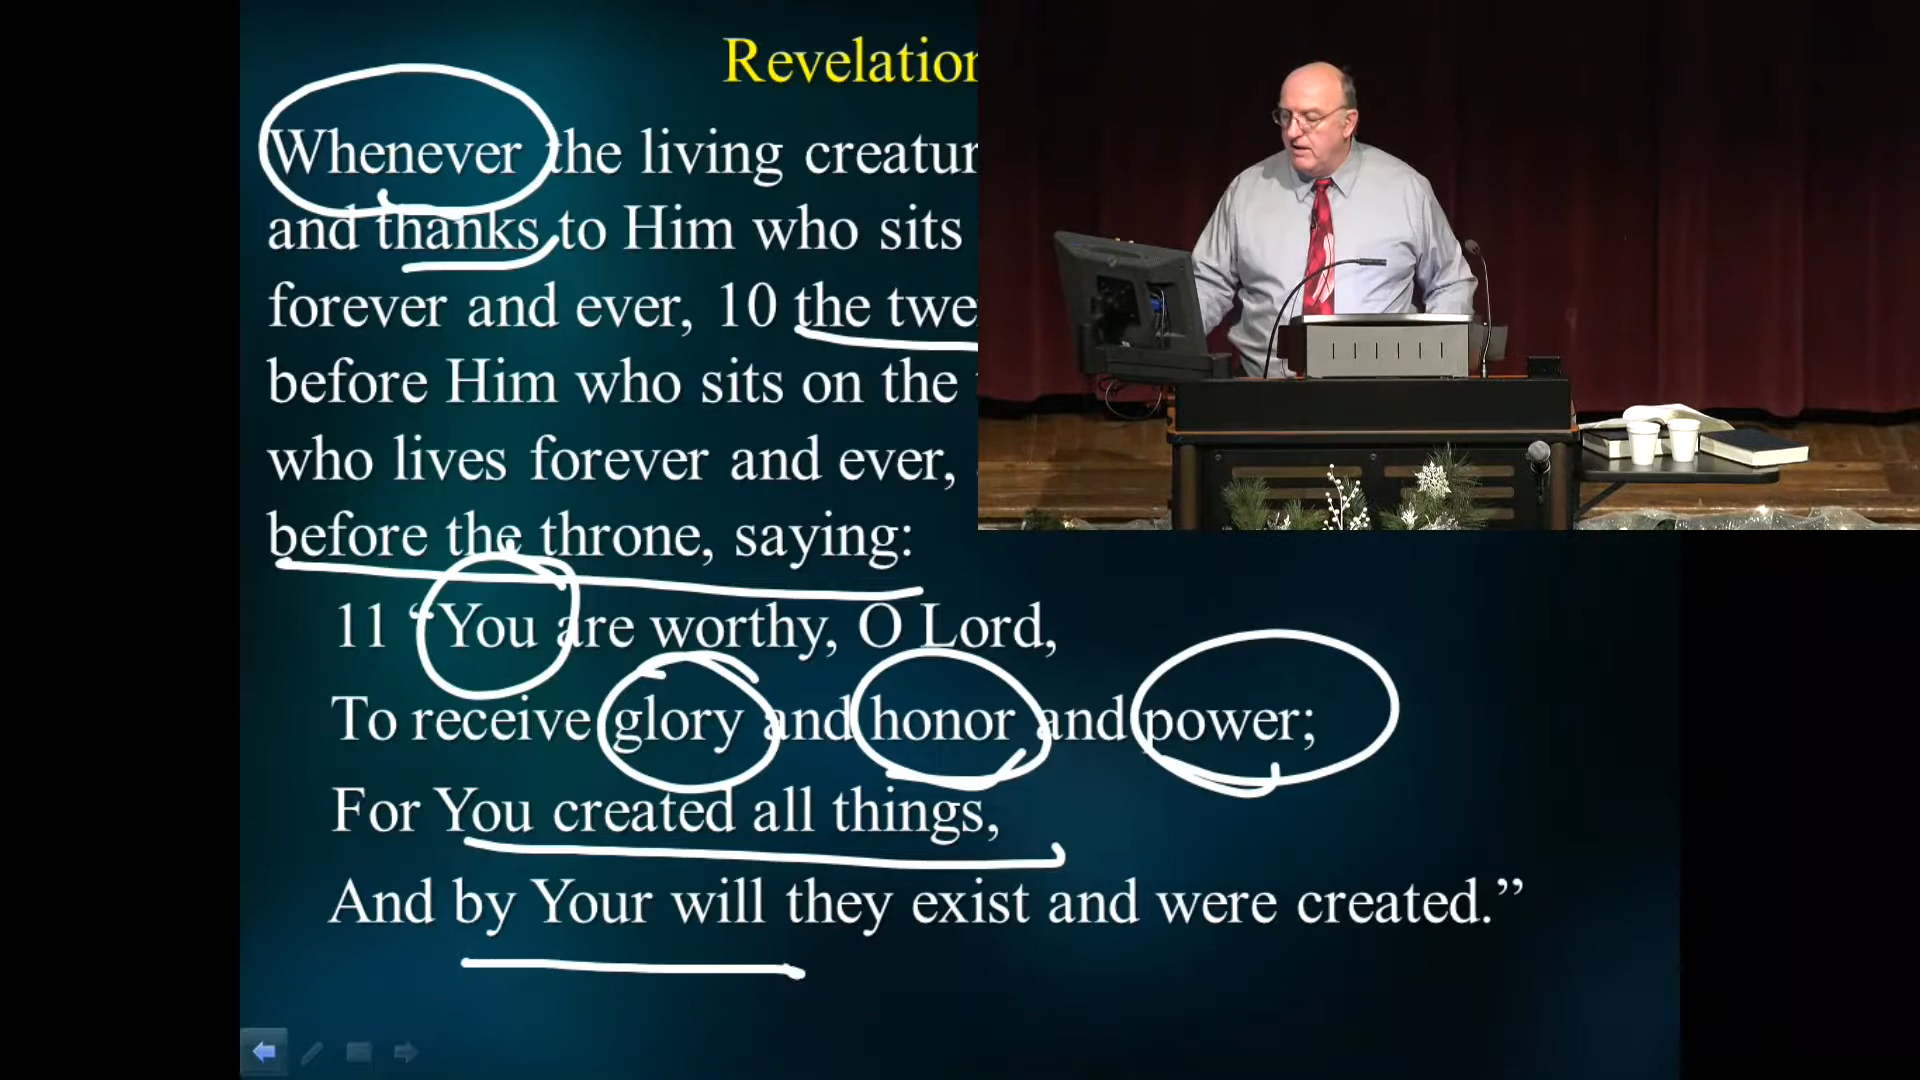 Revelation
Whenever the living creatur
and thanks to Him who sits
forever and ever, 10 the twe
before Him who sits on the
who lives forever and ever,
before the throne, saying:
11 “You are worthy, O Lord,
To receive glory and honor and power;
For You created all things,
And by Your will they exist and were created.”